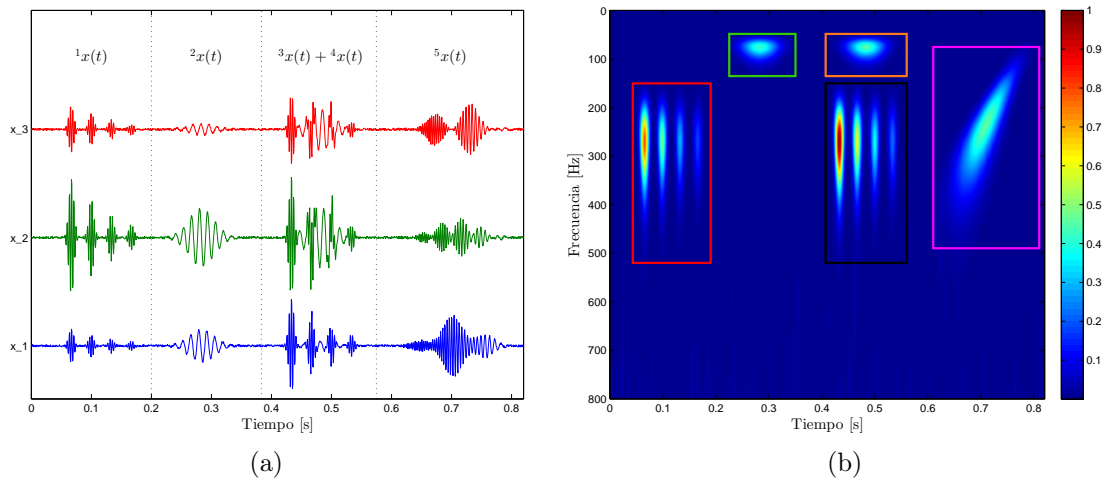 ¹x(t) ²x(t) ³x(t) + ⁴x(t) ⁵x(t)
x_3
x_2
x_1
0 0.1 0.2 0.3 0.4 0.5 0.6 0.7 0.8
Tiempo [s]
(a)
0
100
200
300
400
500
600
700
800
Frecuencia [Hz]
0 0.1 0.2 0.3 0.4 0.5 0.6 0.7 0.8
Tiempo [s]
1
0.9
0.8
0.7
0.6
0.5
0.4
0.3
0.2
0.1
(b)